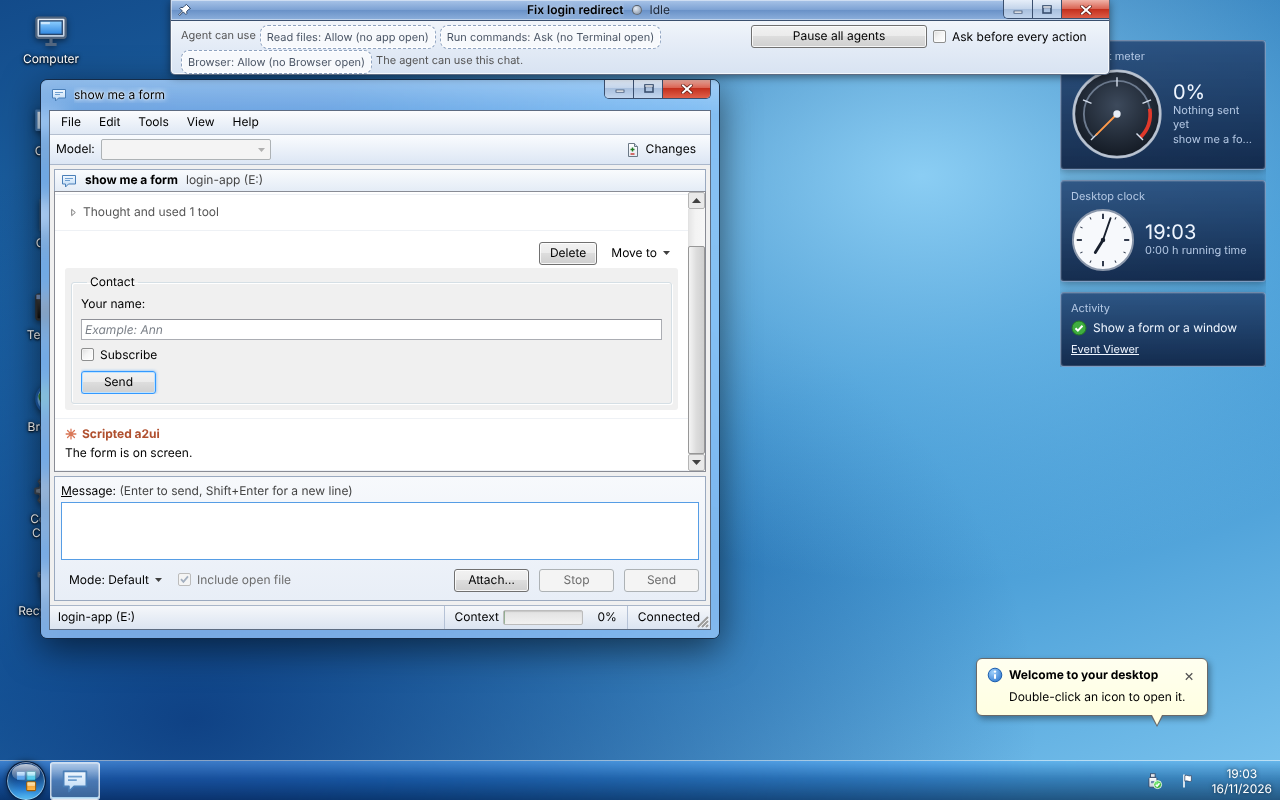 Fix login redirect
Idle
Agent can use
Read files: Allow (no app open)
Run commands: Ask (no Terminal open)
Browser: Allow (no Browser open)
The agent can use this chat.
Pause all agents
Ask before every action
Computer
show me a form
File Edit Tools View Help
Model:
Changes
show me a form login-app (E:)
Thought and used 1 tool
Delete
Move to
Contact
Your name:
Example: Ann
Subscribe
Send
Scripted a2ui
The form is on screen.
Message: (Enter to send, Shift+Enter for a new line)
Mode: Default
Include open file
Attach...
Stop
Send
login-app (E:)
Context
0%
Connected
meter
0%
Nothing sent
yet
show me a fo...
Desktop clock
19:03
0:00 h running time
Activity
Show a form or a window
Event Viewer
Welcome to your desktop
Double-click an icon to open it.
19:03
16/11/2026